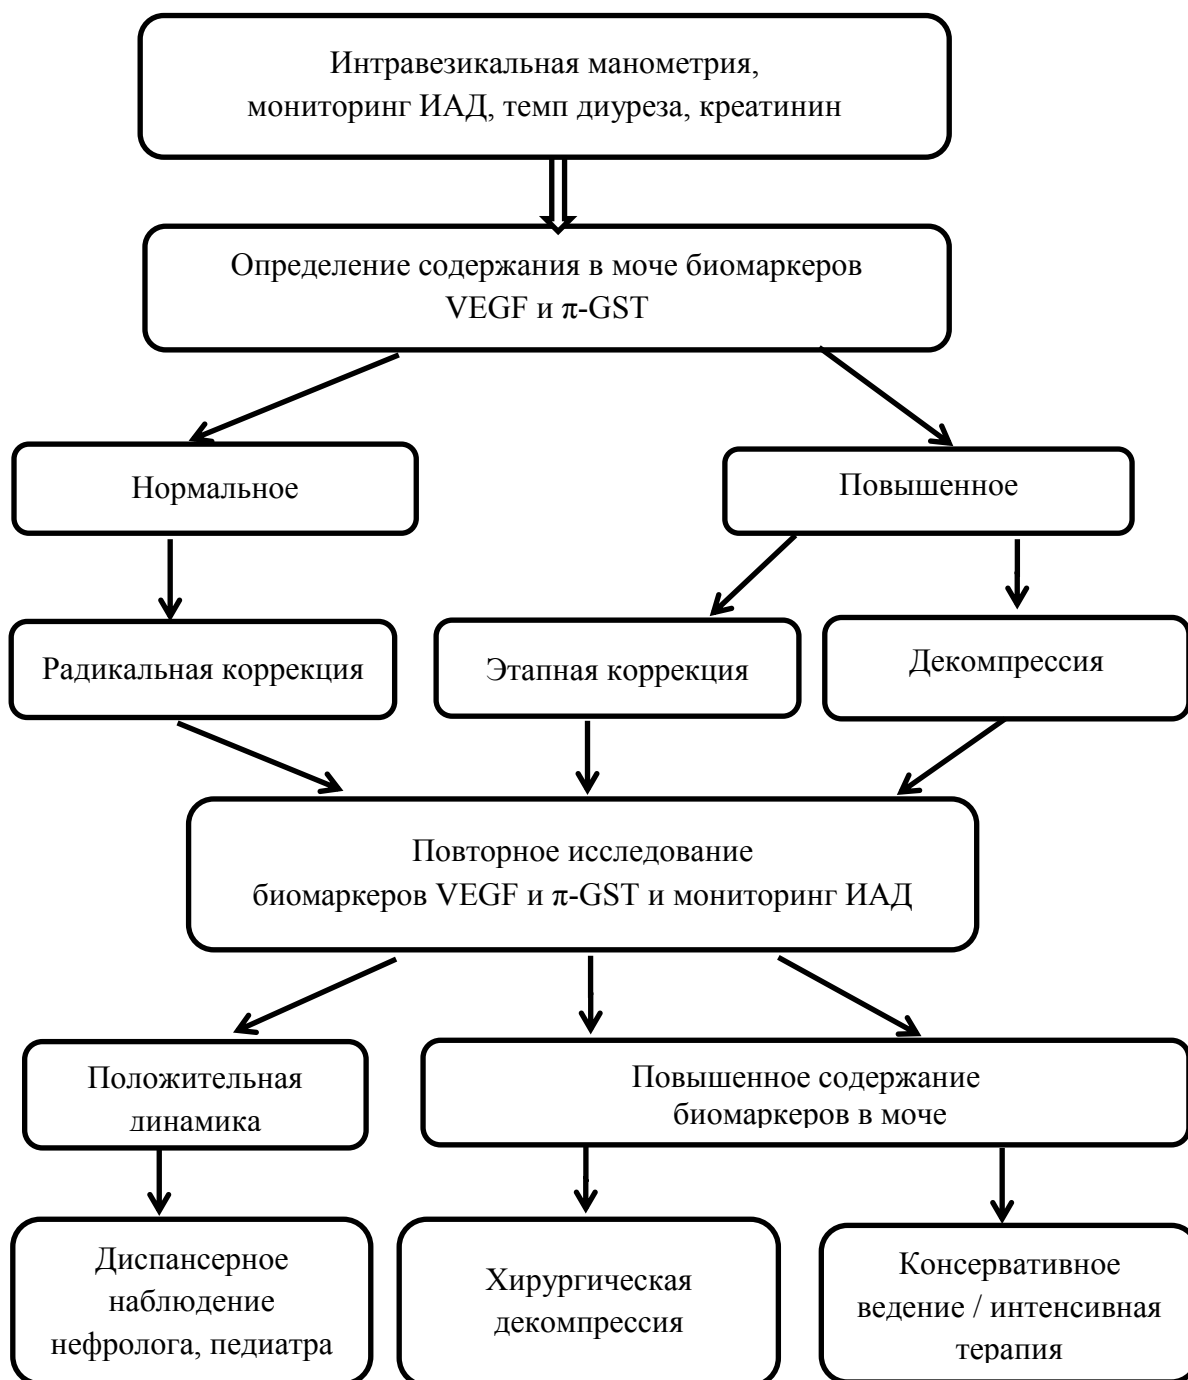 Интравезикальная манометрия,
мониторинг ИАД, темп диуреза, креатинин
Определение содержания в моче биомаркеров
VEGF и π-GST
Нормальное
Повышенное
Радикальная коррекция
Этапная коррекция
Декомпрессия
Повторное исследование
биомаркеров VEGF и π-GST и мониторинг ИАД
Положительная
динамика
Повышенное содержание
биомаркеров в моче
Диспансерное
наблюдение
нефролога, педиатра
Хирургическая
декомпрессия
Консервативное
ведение / интенсивная
терапия